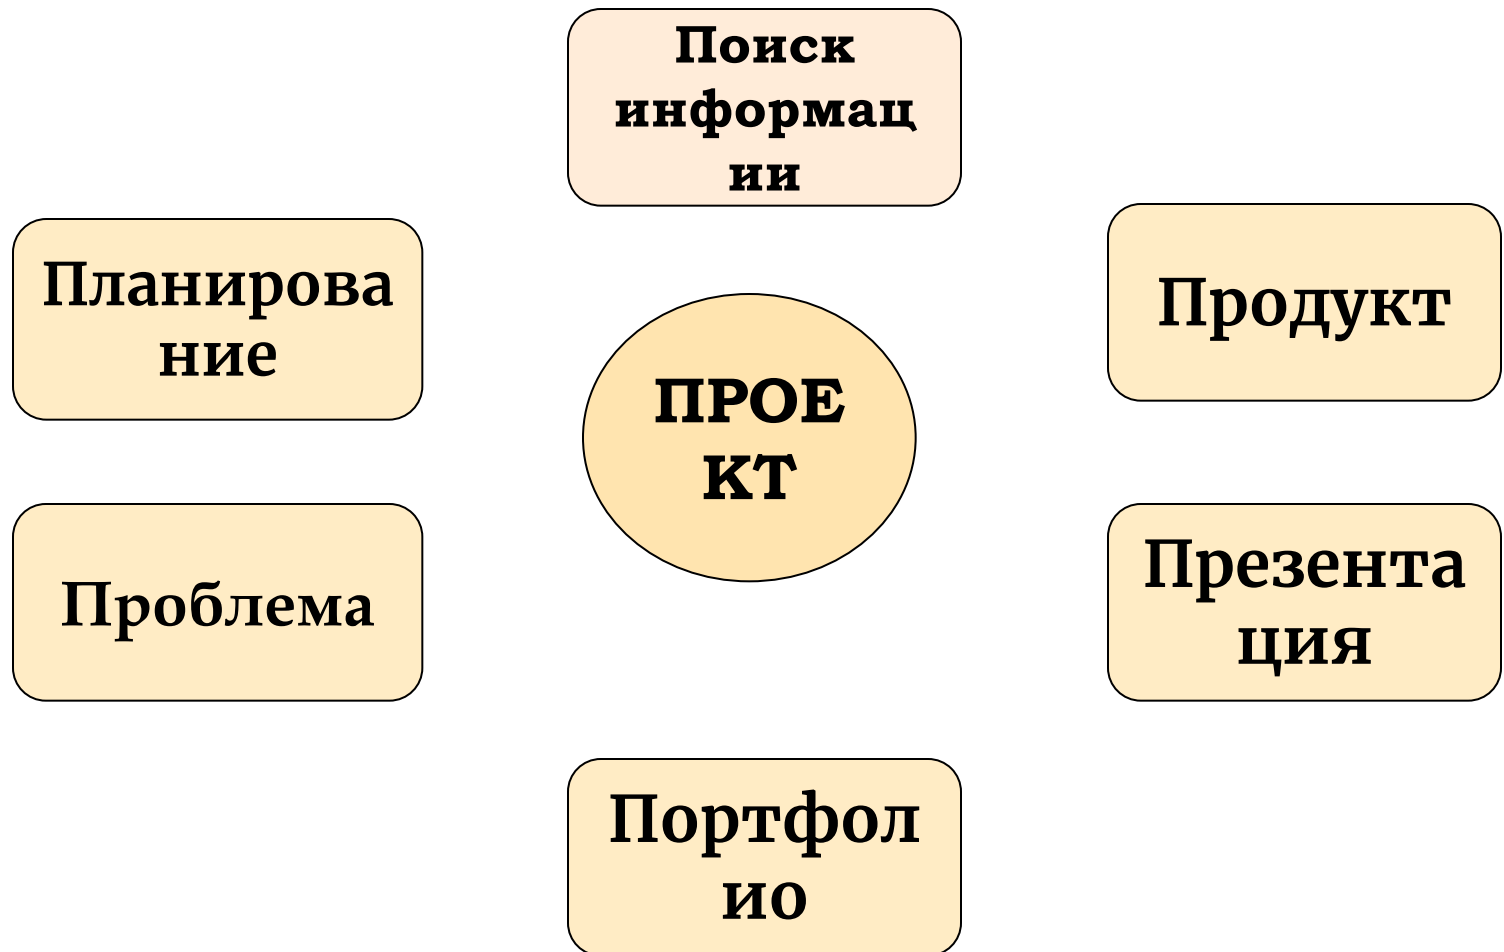 Поиск
информац
ии
Планирова
ние
Продукт
ПРОЕ
КТ
Проблема
Презента
ция
Портфол
ио